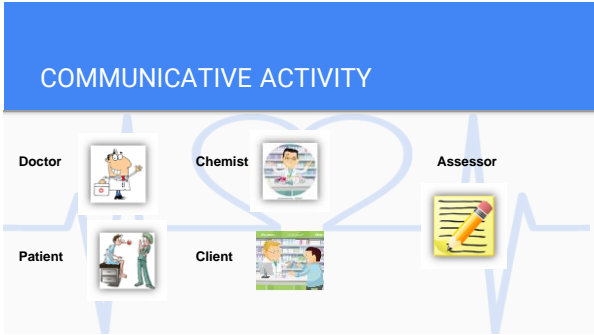 COMMUNICATIVE ACTIVITY
Doctor
Chemist
Assessor
Patient
Client